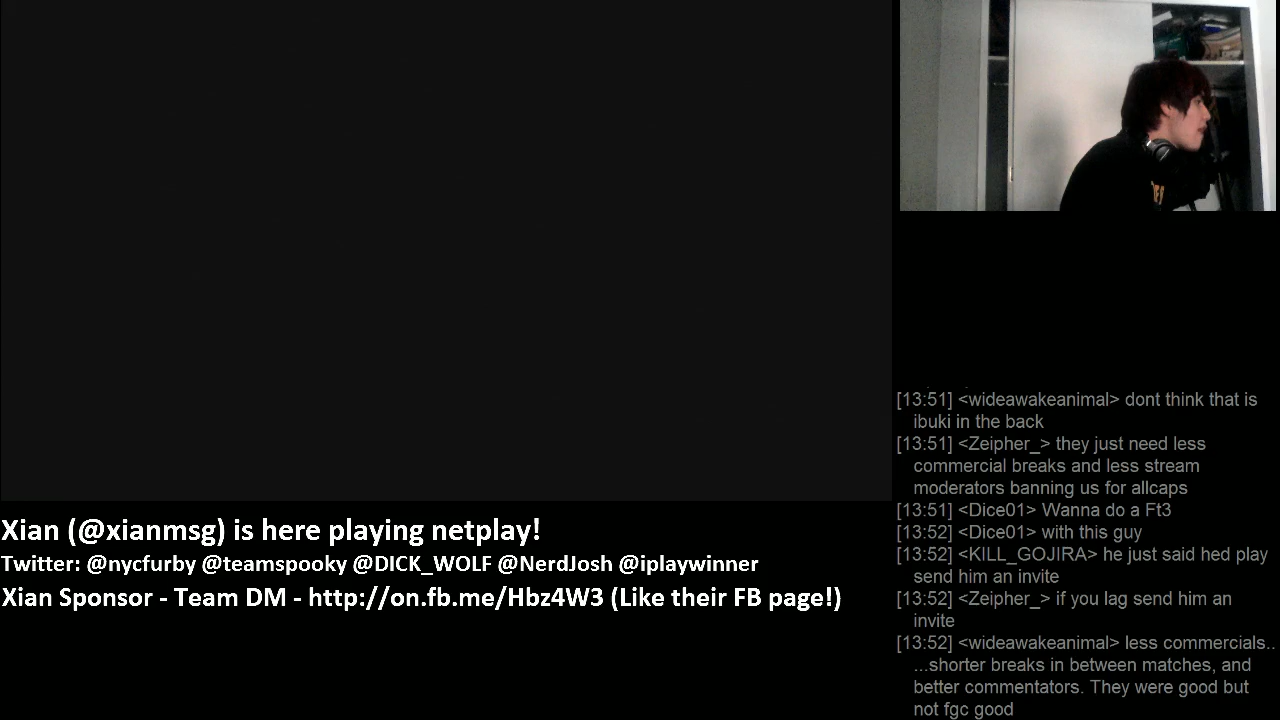 Xian (@xianmsg) is here playing netplay!
Twitter: @nycfurby @teamspooky @DICK_WOLF @NerdJosh @iplaywinner
Xian Sponsor - Team DM - http://on.fb.me/Hbz4W3 (Like their FB page!)
[13:51] <wideawakeanimal> dont think that is
ibuki in the back
[13:51] <Zeipher_> they just need less
commercial breaks and less stream
moderators banning us for allcaps
[13:51] <Dice01> Wanna do a Ft3
[13:52] <Dice01> with this guy
[13:52] <KILL_GOJIRA> he just said hed play
send him an invite
[13:52] <Zeipher_> if you lag send him an
invite
[13:52] <wideawakeanimal> less commercials..
...shorter breaks in between matches, and
better commentators. They were good but
not fgc good